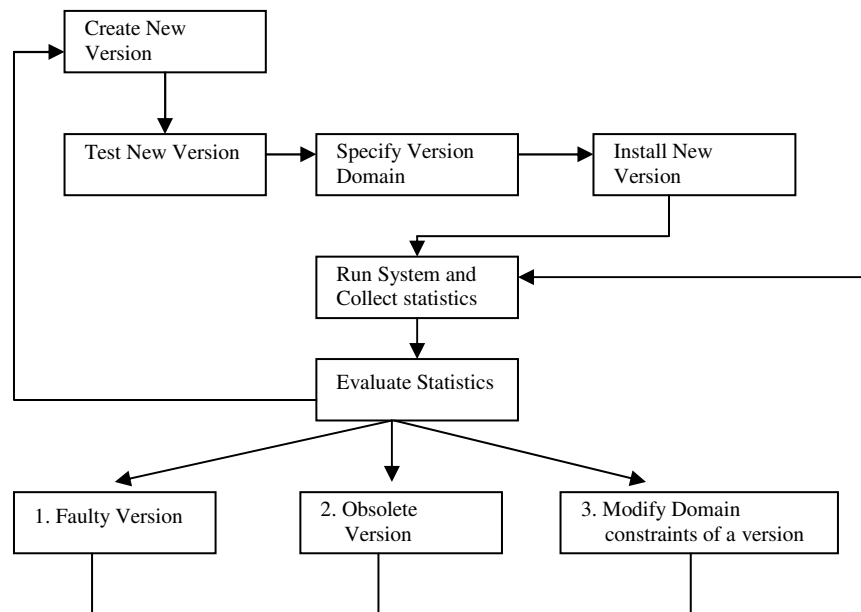 Create New
Version
Test New Version
Specify Version
Domain
Install New
Version
Run System and
Collect statistics
Evaluate Statistics
1. Faulty Version
2. Obsolete
Version
3. Modify Domain
constraints of a version